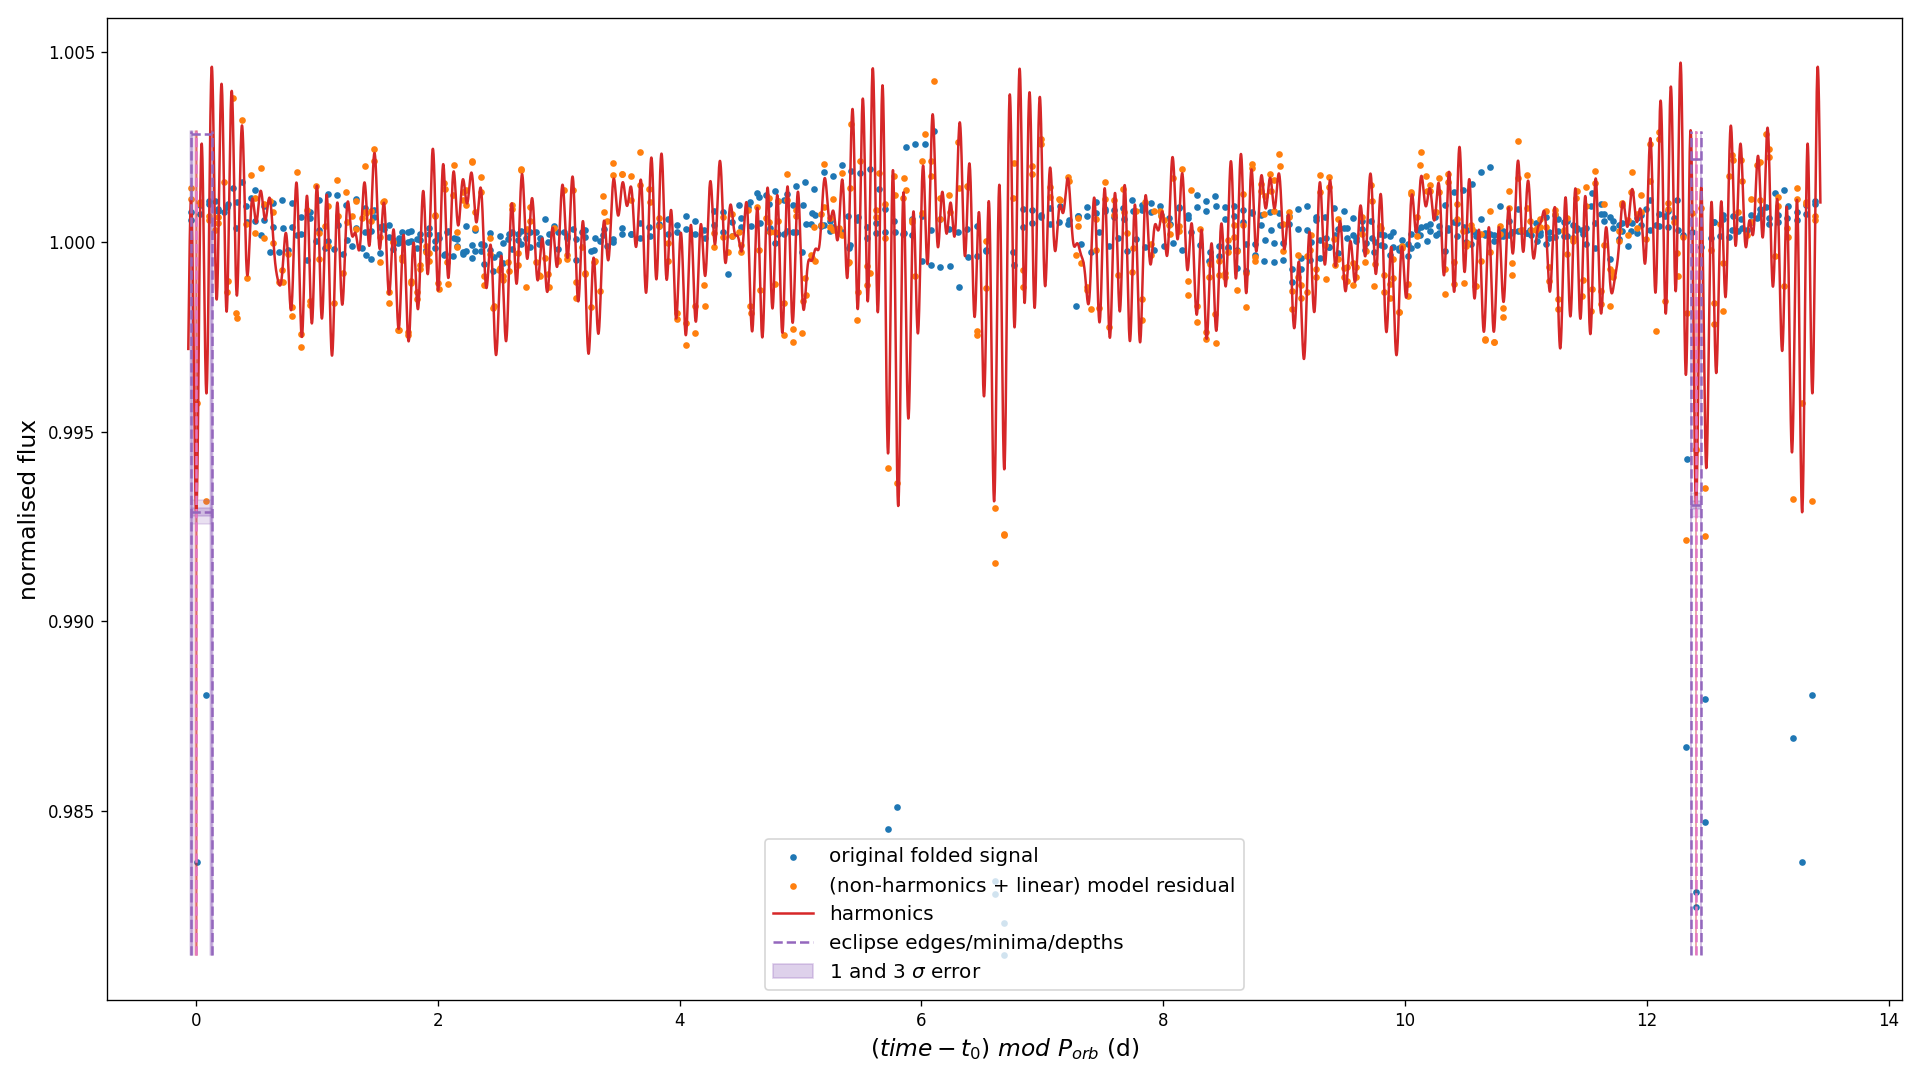 1.005
1.000
0.995
0.990
0.985
normalised flux
original folded signal
(non-harmonics + linear) model residual
harmonics
eclipse edges/minima/depths
1 and 3 σ error
0 2 4 6 8 10 12 14
(time − t₀) mod Pₒᵣb (d)